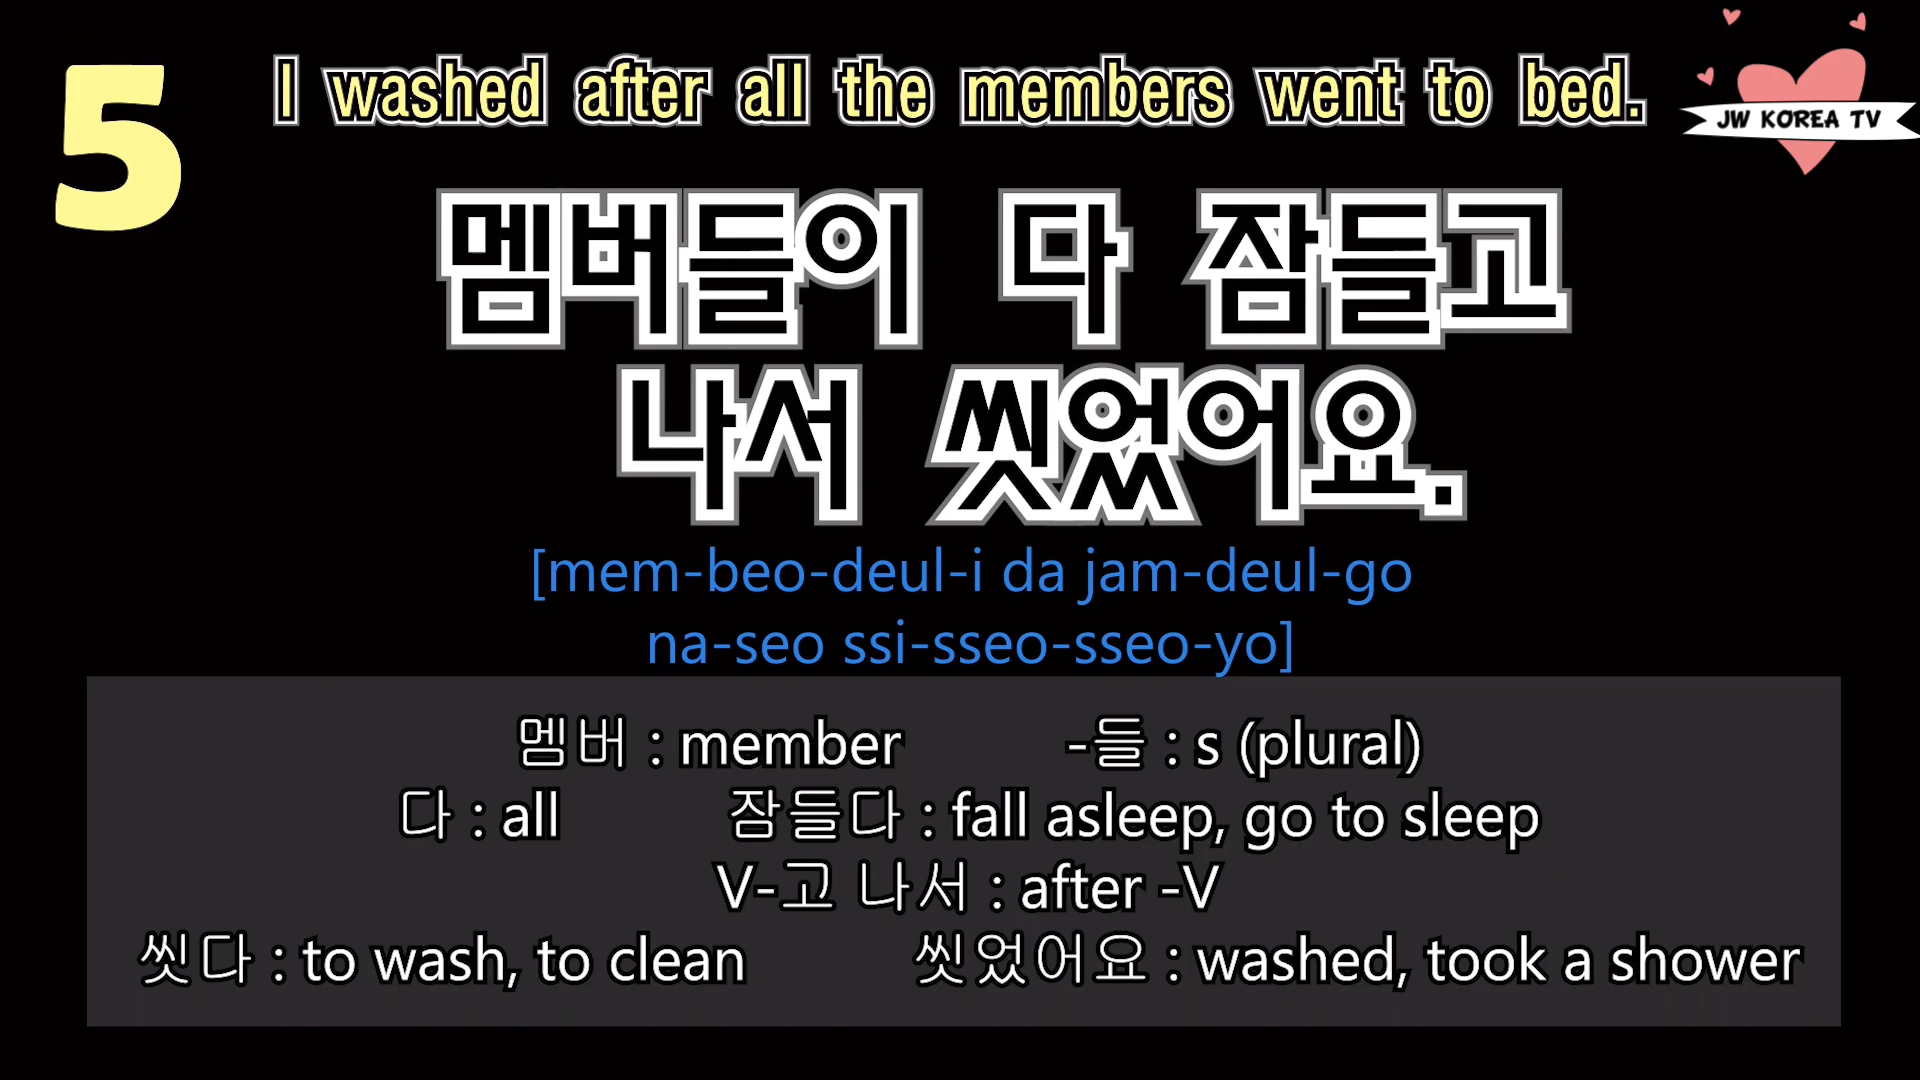 5
I washed after all the members went to bed.
JW KOREA TV
멤버들이 다 잠들고
나서 씻었어요.
[mem-beo-deul-i da jam-deul-go
na-seo ssi-sseo-sseo-yo]
멤버 : member -들 : s (plural)
다 : all 잠들다 : fall asleep, go to sleep
V-고 나서 : after -V
씻다 : to wash, to clean 씻었어요 : washed, took a shower